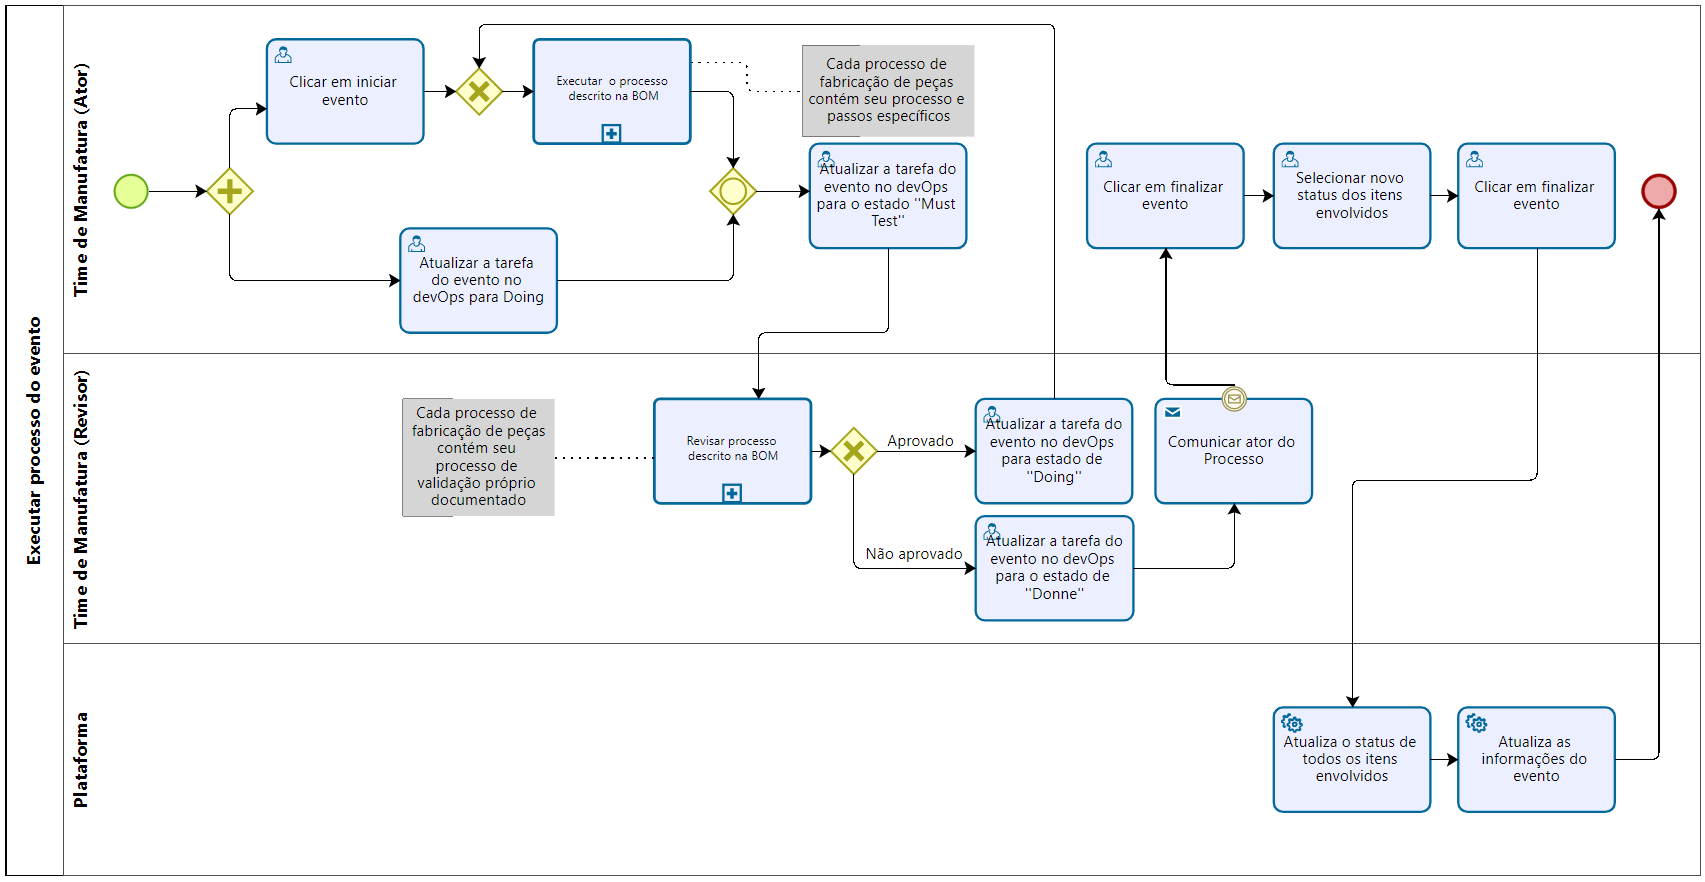 Executar processo do evento
Time de Manufatura (Ator)
Clicar em iniciar
evento
Executar o processo
descrito na BOM
Cada processo de
fabricação de peças
contém seu processo e
passos específicos
Atualizar a tarefa
do evento no
devOps para Doing
Atualizar a tarefa do
evento no devOps
para o estado "Must
Test"
Clicar em finalizar
evento
Selecionar novo
status dos itens
envolvidos
Clicar em finalizar
evento
Time de Manufatura (Revisor)
Cada processo de
fabricação de peças
contém seu
processo de
validação próprio
documentado
Revisar processo
descrito na BOM
Aprovado
Não aprovado
Atualizar a tarefa do
evento no devOps
para estado de
"Doing"
Atualizar a tarefa do
evento no devOps
para o estado de
"Donne"
Comunicar ator do
Processo
Plataforma
Atualiza o status de
todos os itens
envolvidos
Atualiza as
informações do
evento